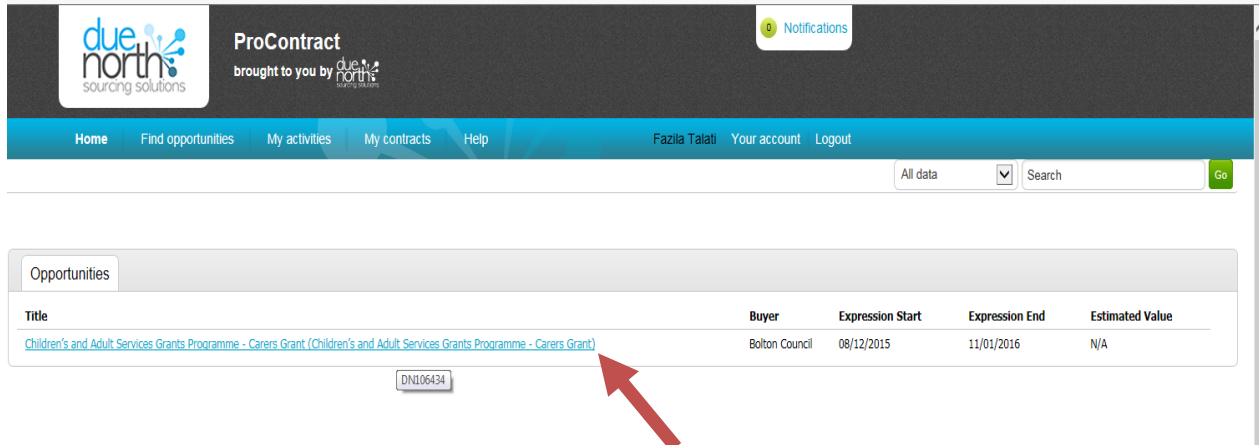 due
north
sourcing solutions
ProContract
brought to you by due north sourcing solutions
0 Notifications
Home Find opportunities My activities My contracts Help Fazila Talati Your account Logout
All data Search Go
Opportunities
Title Buyer Expression Start Expression End Estimated Value
Children's and Adult Services Grants Programme - Carers Grant (Children's and Adult Services Grants Programme - Carers Grant) Bolton Council 08/12/2015 11/01/2016 N/A
DN106434